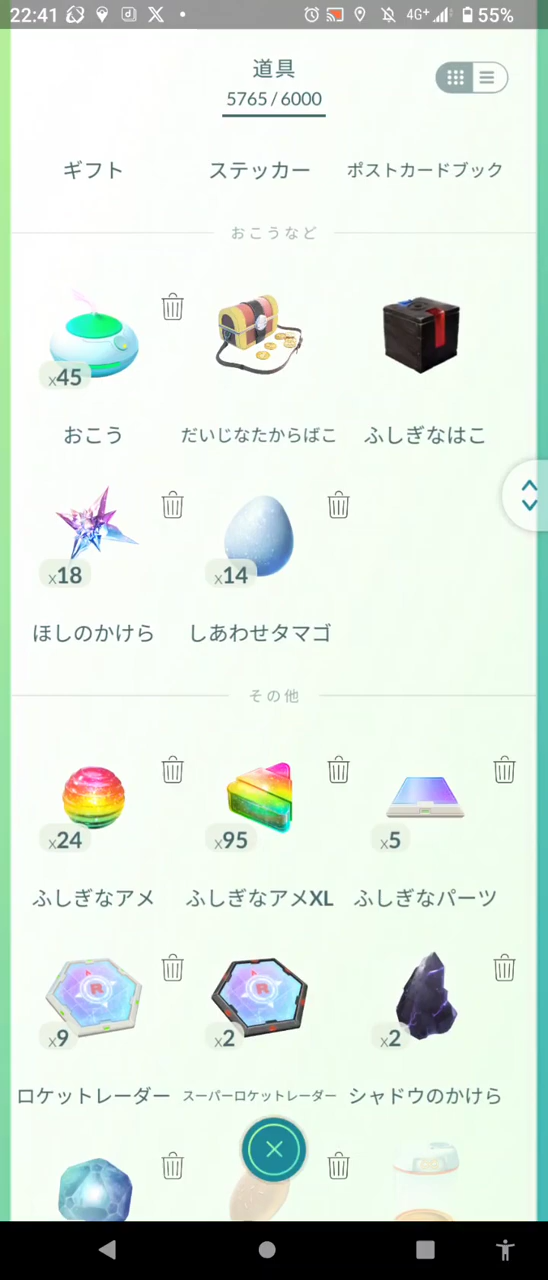 22:41 4G+ 55%
道具
5765/6000
ギフト ステッカー ポストカードブック
おこうなど
x45
おこう だいじなたからばこ ふしぎなはこ
x18 x14
ほしのかけら しあわせタマゴ
その他
x24 x95 x5
ふしぎなアメ ふしぎなアメXL ふしぎなパーツ
R R
x9 x2 x2
ロケットレーダー スーパーロケットレーダー シャドウのかけら